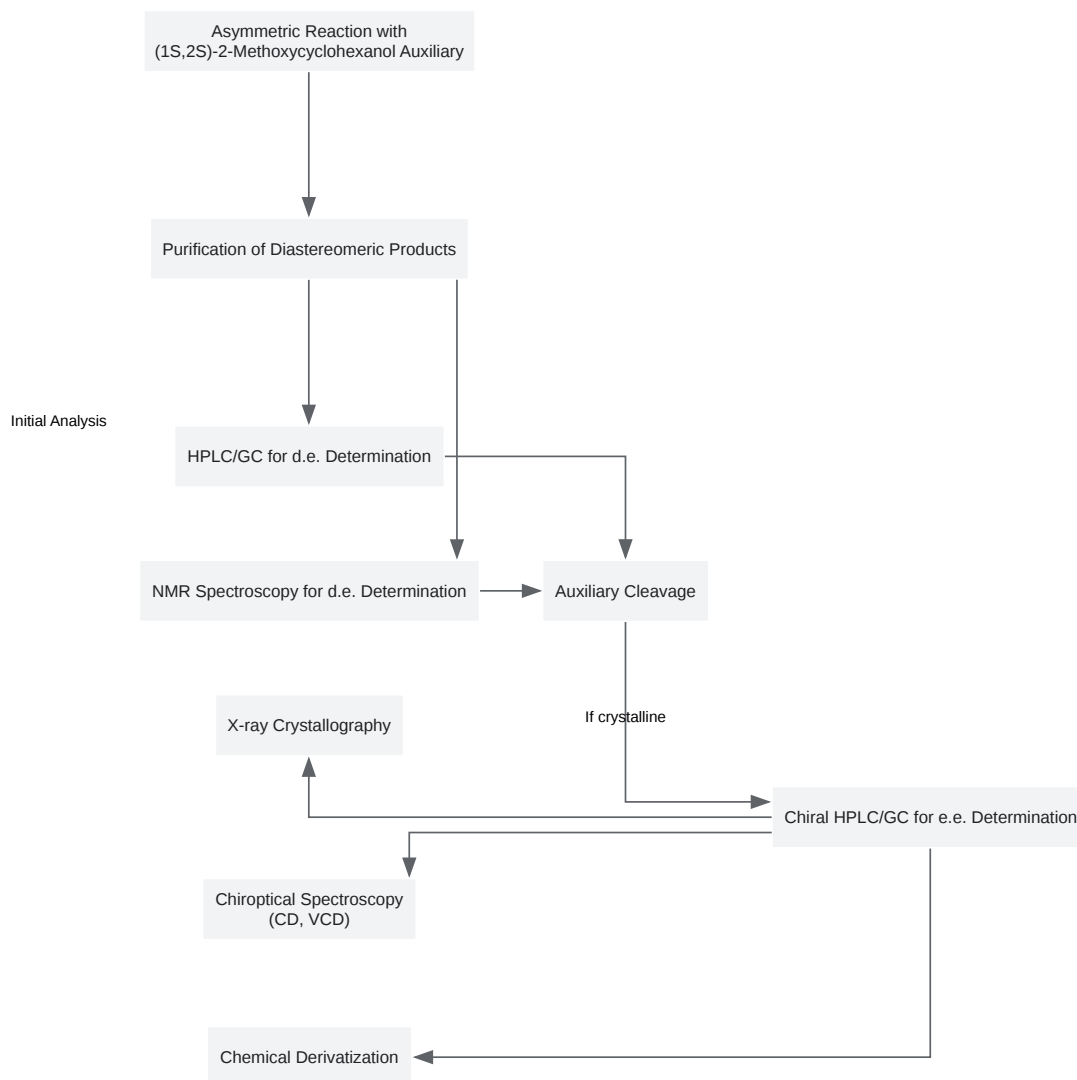 Asymmetric Reaction with
(1S,2S)-2-Methoxycyclohexanol Auxiliary
Purification of Diastereomeric Products
Initial Analysis
HPLC/GC for d.e. Determination
NMR Spectroscopy for d.e. Determination
Auxiliary Cleavage
If crystalline
X-ray Crystallography
Chiral HPLC/GC for e.e. Determination
Chiroptical Spectroscopy
(CD, VCD)
Chemical Derivatization